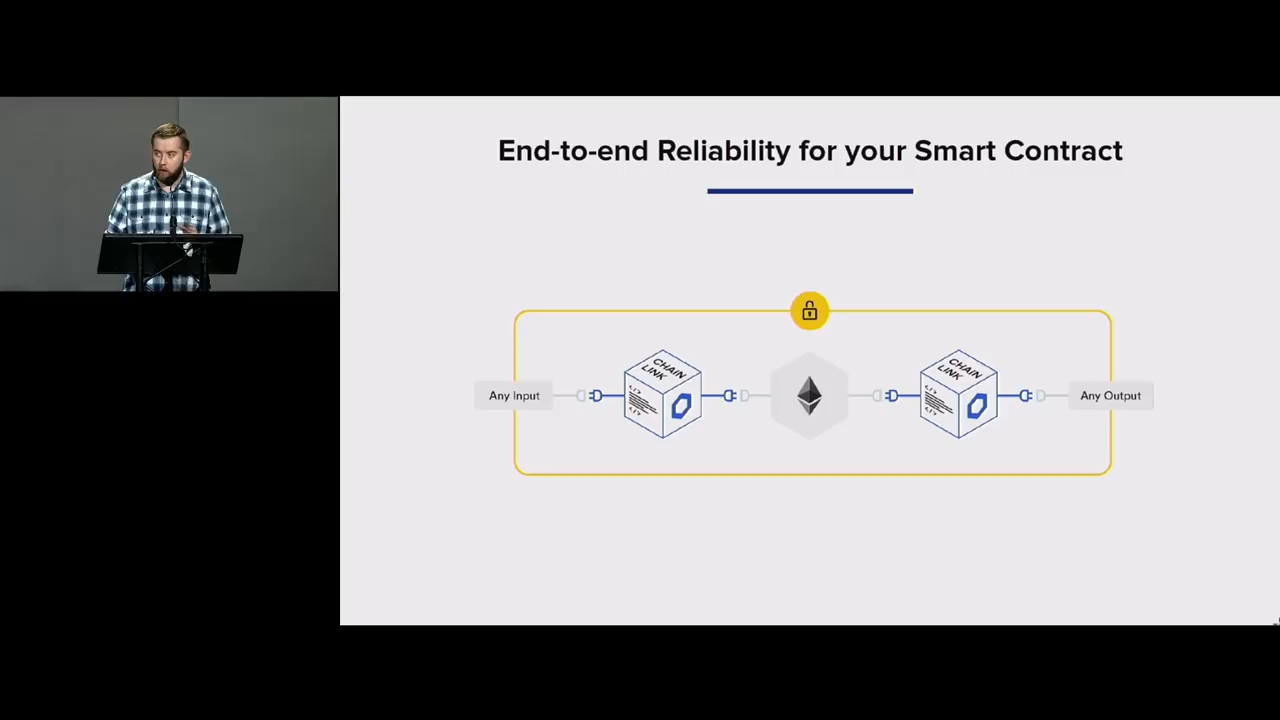 End-to-end Reliability for your Smart Contract
Any Input
CHAIN
LINK
</>
</>
CHAIN
LINK
</>
</>
Any Output